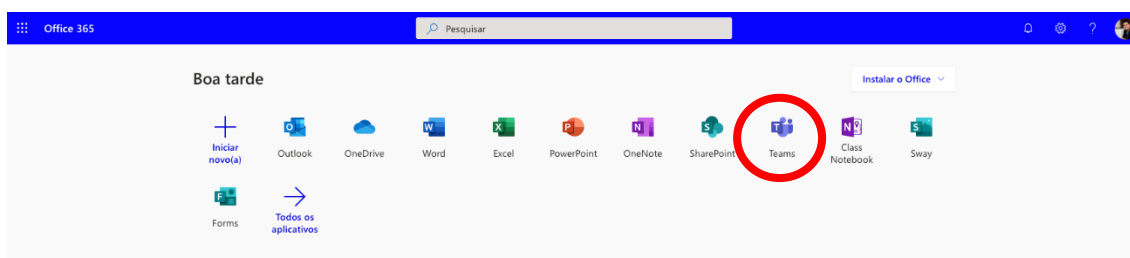 Office 365
Pesquisar
?
Boa tarde
Instalar o Office
Iniciar
novo(a)
Outlook
OneDrive
Word
Excel
PowerPoint
OneNote
SharePoint
Teams
Class
Notebook
Sway
Forms
Todos os
aplicativos